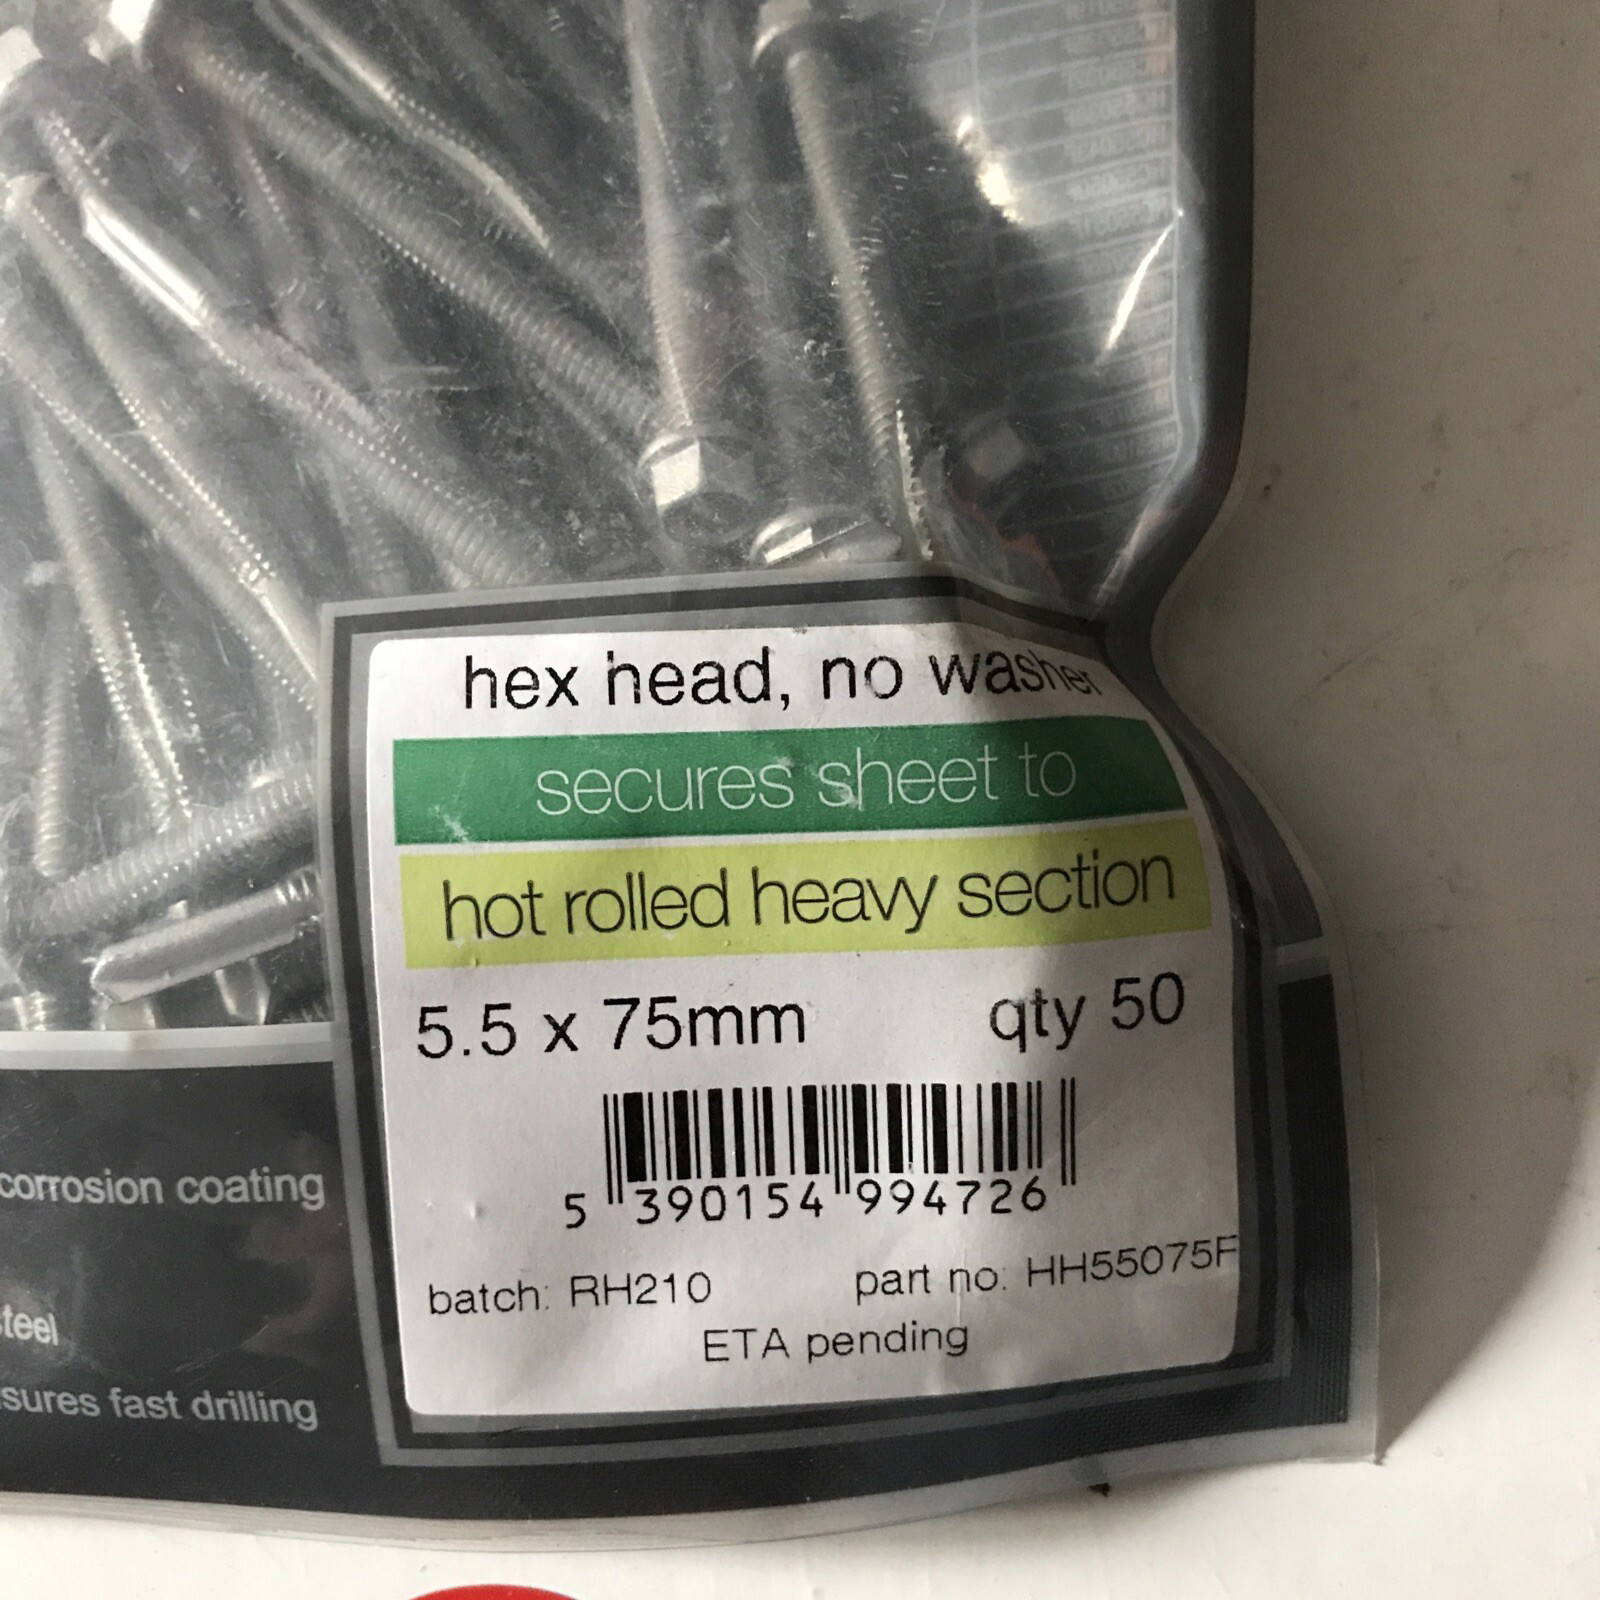 hex head, no washer
secures sheet to
hot rolled heavy section
5.5 x 75mm qty 50
5 390154 994726
batch: RH210 part no: HH55075F
ETA pending
corrosion coating
steel
sures fast drilling